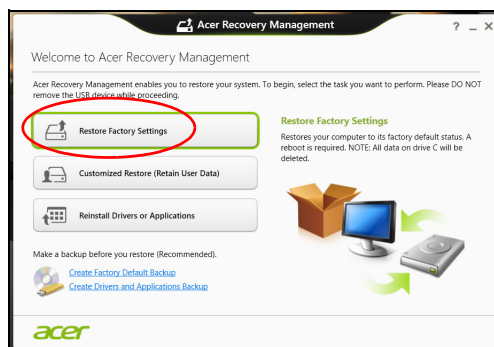 Acer Recovery Management
? _ ×
Welcome to Acer Recovery Management
Acer Recovery Management enables you to restore your system. To begin, select the task you want to perform. Please DO NOT
remove the USB device while proceeding.
Restore Factory Settings
Customized Restore (Retain User Data)
Reinstall Drivers or Applications
Restore Factory Settings
Restores your computer to its factory default status. A
reboot is required. NOTE: All data on drive C will be
deleted.
Make a backup before you restore (Recommended).
Create Factory Default Backup
Create Drivers and Applications Backup
acer